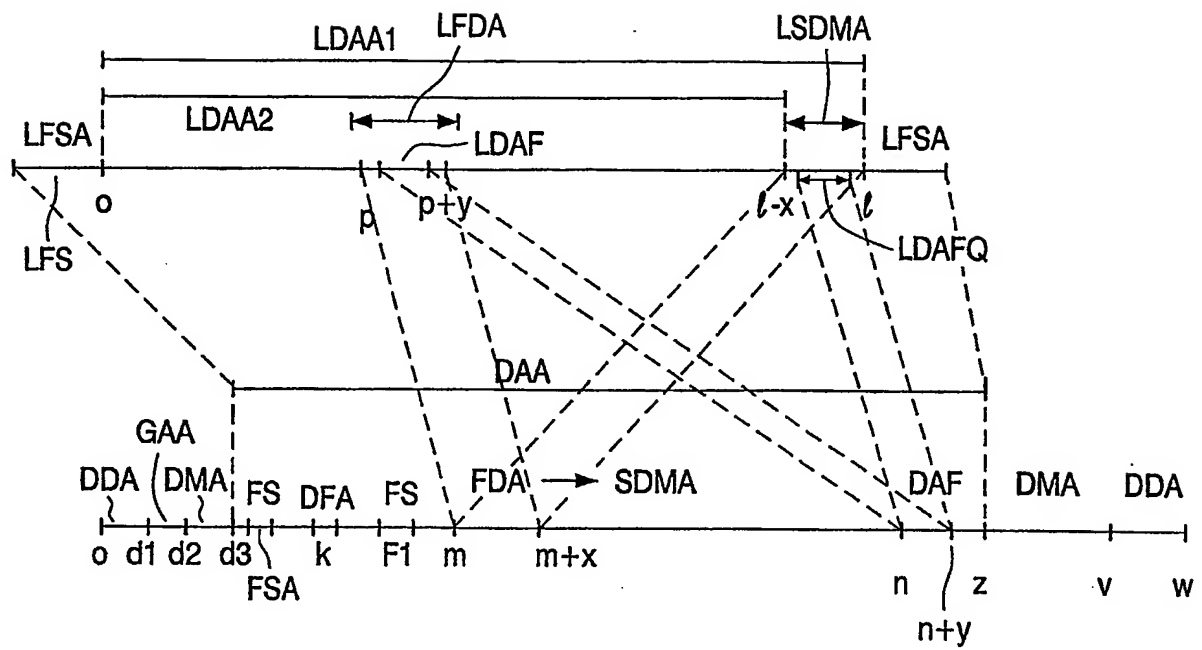 LDAA1 LFDA LSDMA
LFSA LDAA2 LDAF LFSA
o p p+y ℓ-x ℓ
LFS LDAFQ
DAA
GAA
DDA DMA FS DFA FS FDA → SDMA DAF DMA DDA
o d1 d2 d3 k F1 m m+x n z v w
FSA n+y